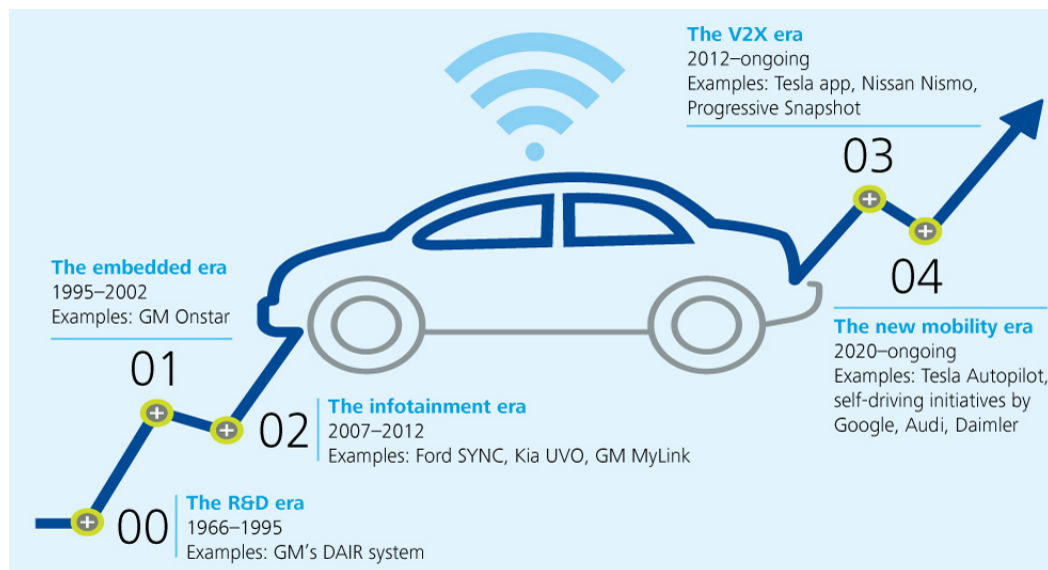 The V2X era
2012–ongoing
Examples: Tesla app, Nissan Nismo,
Progressive Snapshot
03
04
The new mobility era
2020–ongoing
Examples: Tesla Autopilot,
self-driving initiatives by
Google, Audi, Daimler
The embedded era
1995–2002
Examples: GM Onstar
01
02
The infotainment era
2007–2012
Examples: Ford SYNC, Kia UVO, GM MyLink
00
The R&D era
1966–1995
Examples: GM's DAIR system